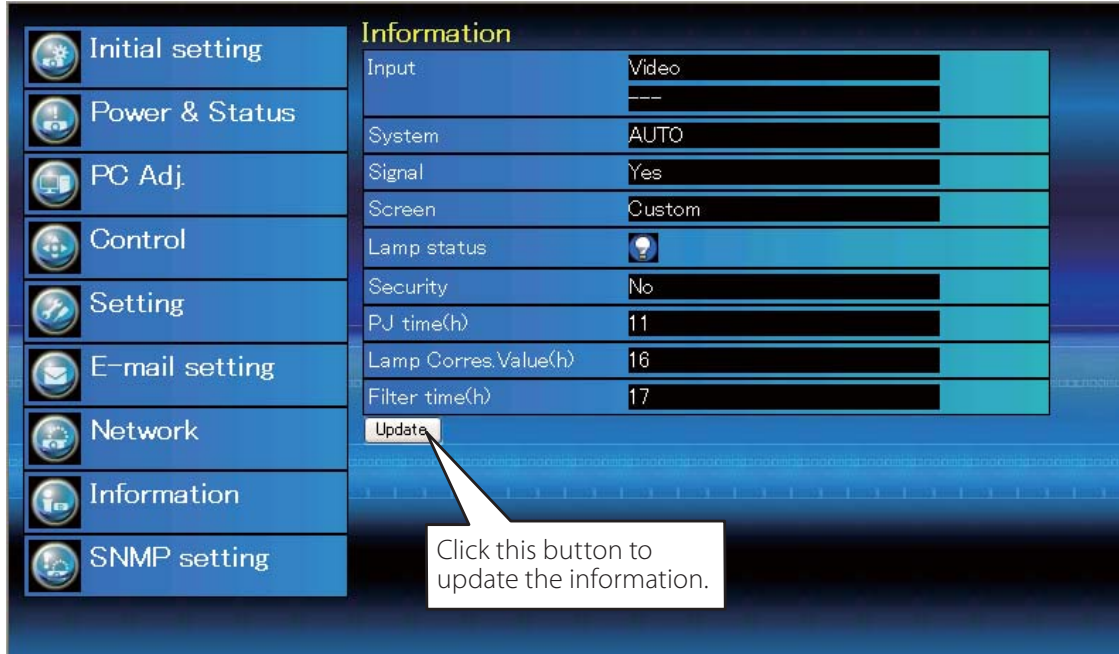 Initial setting
Power & Status
PC Adj.
Control
Setting
E-mail setting
Network
Information
SNMP setting
Information
Input Video
---
System AUTO
Signal Yes
Screen Custom
Lamp status
Security No
PJ time(h) 11
Lamp Corres.Value(h) 16
Filter time(h) 17
Update
Click this button to
update the information.